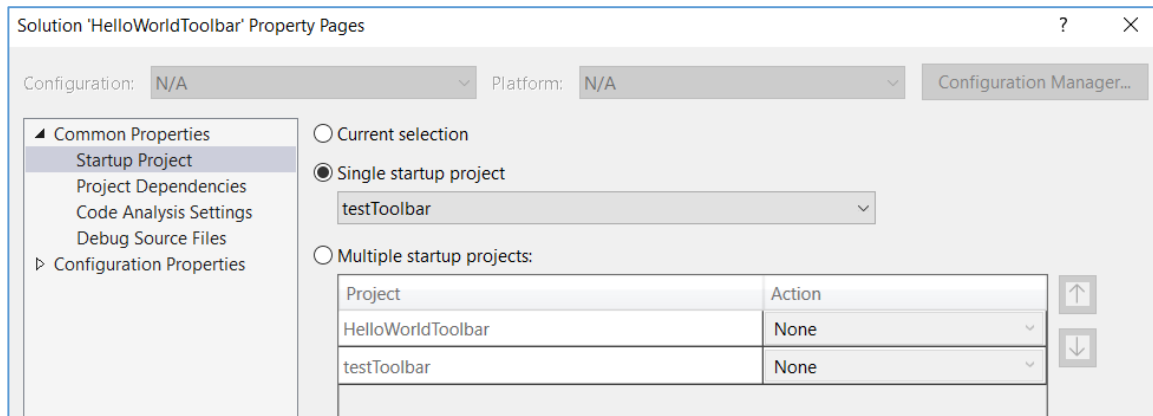 Solution 'HelloWorldToolbar' Property Pages ?
Configuration: N/A Platform: N/A Configuration Manager...
Common Properties
Startup Project
Project Dependencies
Code Analysis Settings
Debug Source Files
Configuration Properties
Current selection
Single startup project
testToolbar
Multiple startup projects:
Project Action
HelloWorldToolbar None
testToolbar None